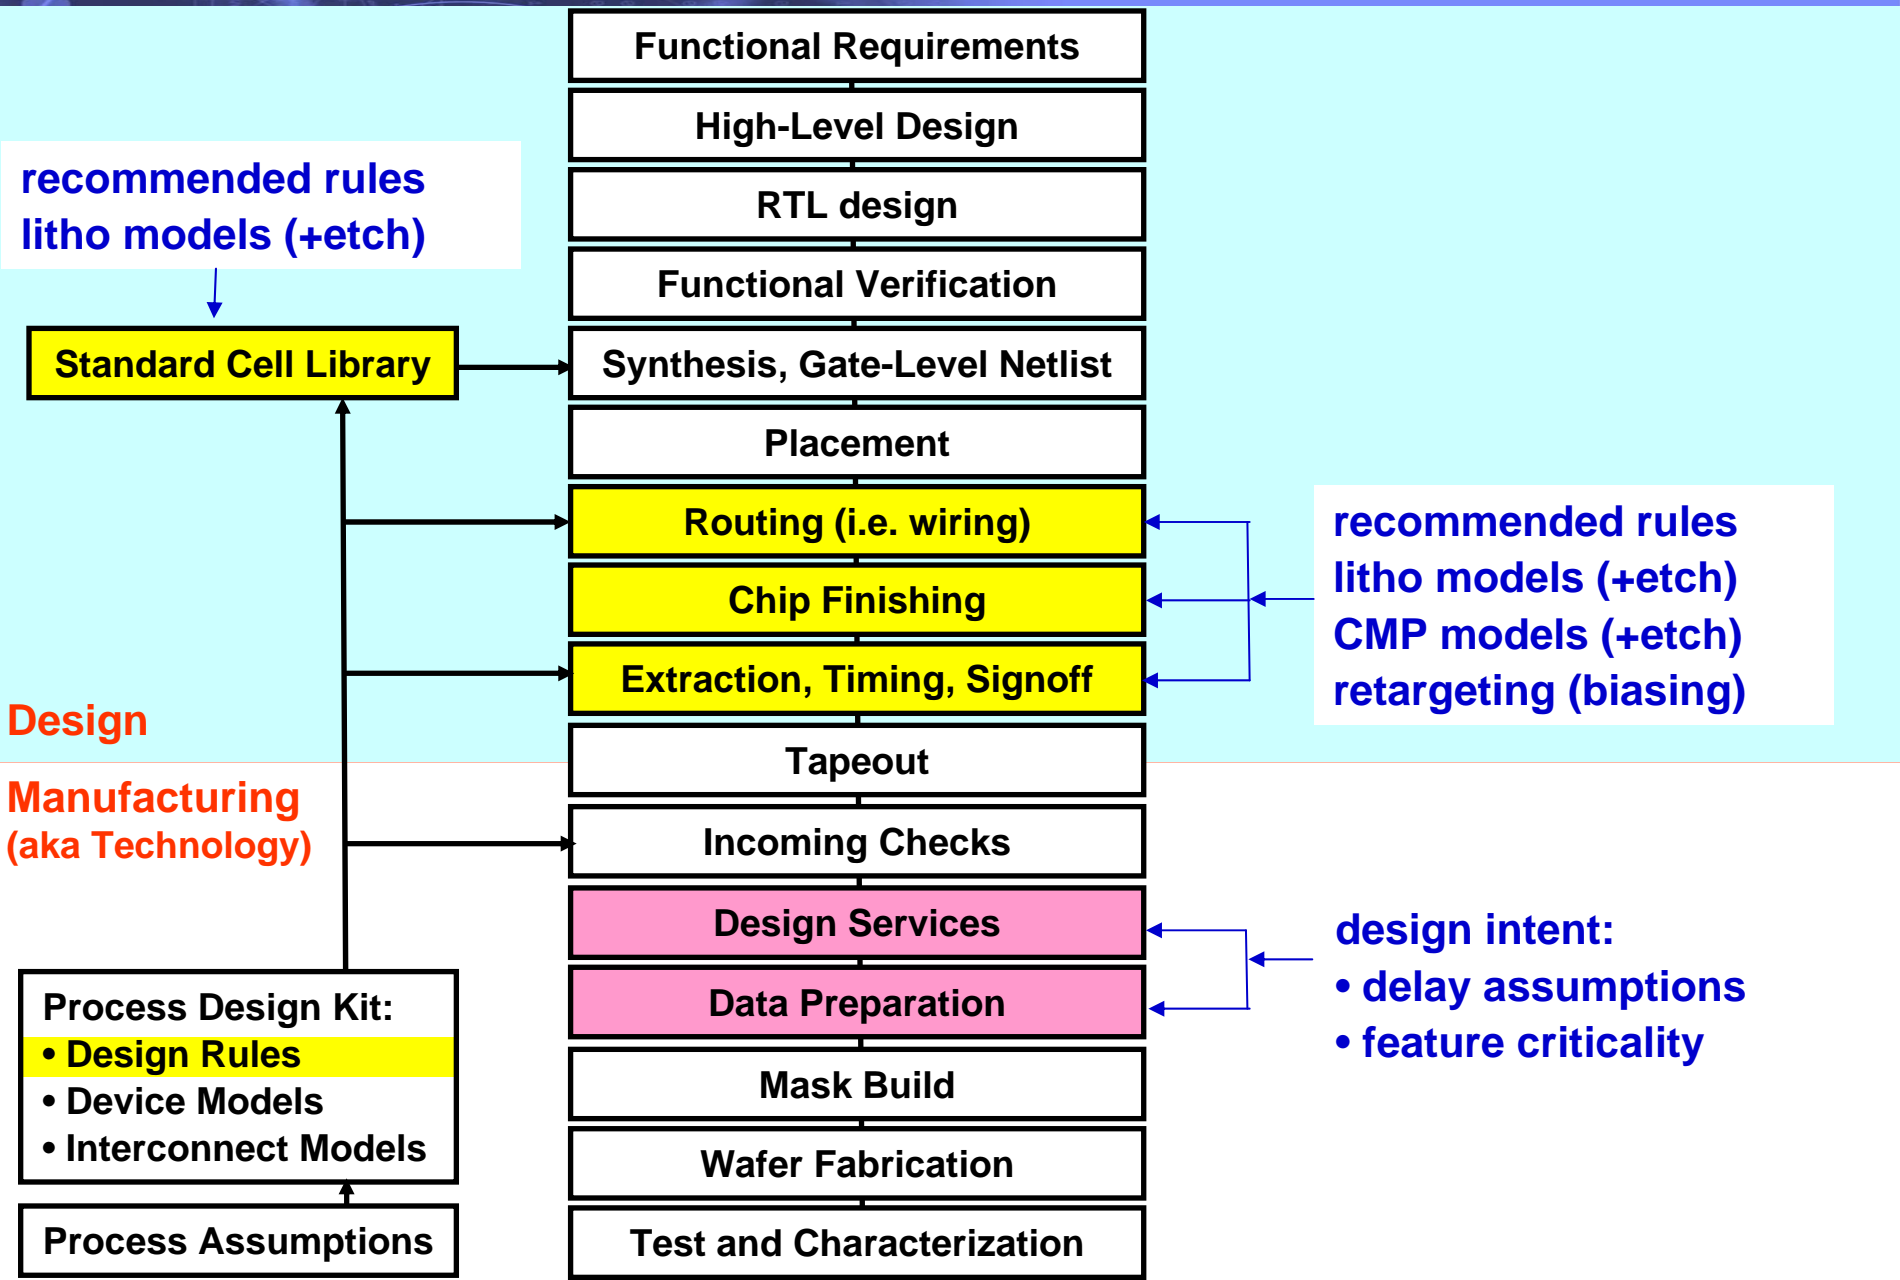 Functional Requirements
High-Level Design
RTL design
Functional Verification
Synthesis, Gate-Level Netlist
Placement
Routing (i.e. wiring)
Chip Finishing
Extraction, Timing, Signoff
Tapeout
Incoming Checks
Design Services
Data Preparation
Mask Build
Wafer Fabrication
Test and Characterization
recommended rules
litho models (+etch)
Standard Cell Library
Design
Manufacturing
(aka Technology)
Process Design Kit:
• Design Rules
• Device Models
• Interconnect Models
Process Assumptions
recommended rules
litho models (+etch)
CMP models (+etch)
retargeting (biasing)
design intent:
• delay assumptions
• feature criticality